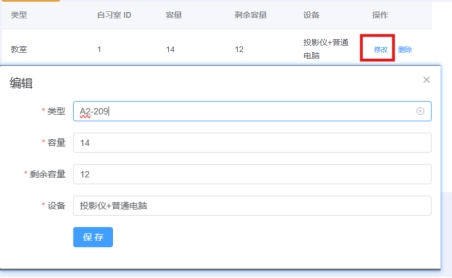 类型 自习室 ID 容量 剩余容量 设备 操作
教室 1 14 12 投影仪+普通电脑 修改 删除
编辑
* 类型 A2-209
* 容量 14
* 剩余容量 12
* 设备 投影仪+普通电脑
保存